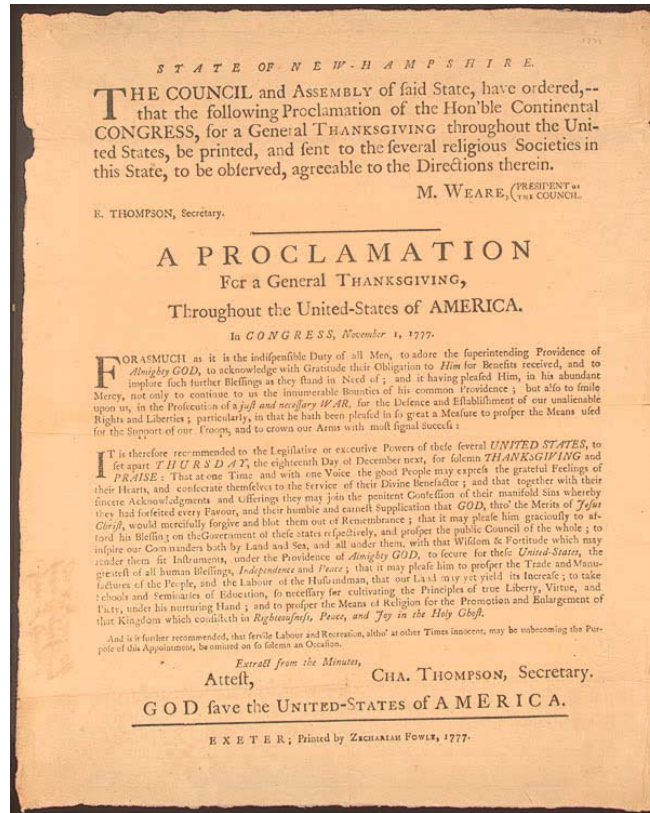 STATE OF NEW-HAMPSHIRE.
THE COUNCIL and ASSEMBLY of ſaid State, have ordered,--
that the following Proclamation of the Hon'ble Continental
CONGRESS, for a General THANKSGIVING throughout the Uni-
ted States, be printed, and ſent to the ſeveral religious Societies in
this State, to be obſerved, agreeable to the Directions therein.
M. WEARE, (PRESIDENT of
THE COUNCIL.
E. THOMPSON, Secretary.
A PROCLAMATION
For a General THANKSGIVING,
Throughout the United-States of AMERICA.
In CONGRESS, November 1, 1777.
FORASMUCH as it is the indiſpenſible Duty of all Men, to adore the ſuperintending Providence of
Almighty GOD, to acknowledge with Gratitude their Obligation to Him for Benefits received, and to
implore ſuch further Bleſſings as they ſtand in Need of; and it having pleaſed Him, in his abundant
Mercy, not only to continue to us the innumerable Bounties of his common Providence; but alſo to ſmile
upon us, in the Proſecution of a juſt and neceſſary WAR, for the Defence and Eſtabliſhment of our unalienable
Rights and Liberties; particularly, in that he hath been pleaſed in ſo great a Meaſure to proſper the Means uſed
for the Support of our Troops, and to crown our Arms with moſt ſignal Succeſs:
IT is therefore recommended to the Legiſlative or executive Powers of theſe ſeveral UNITED STATES, to
ſet apart THURSDAY, the eighteenth Day of December next, for ſolemn THANKSGIVING and
PRAISE: That at one Time and with one Voice the good People may expreſs the grateful Feelings of
their Hearts, and conſecrate themſelves to the Service of their Divine Benefactor; and that together with their
ſincere Acknowledgments and Offerings they may join the penitent Confeſſion of their manifold Sins whereby
they had forfeited every Favour, and their humble and earneſt Supplication that GOD, thro' the Merits of Jeſus
Chriſt, would mercifully forgive and blot them out of Remembrance; that it may pleaſe him graciouſly to af-
ford his Bleſſing on the Government of theſe ſtates reſpectively, and proſper the public Council of the whole; to
inſpire our Commanders both by Land and Sea, and all under them, with that Wiſdom & Fortitude which may
render them fit Inſtruments, under the Providence of Almighty GOD, to ſecure for theſe United-States, the
greateſt of all human Bleſſings, Independence and Peace; that it may pleaſe him to proſper the Trade and Manu-
factures of the People, and the Labour of the Huſbandman, that our Land may yet yield its Increaſe; to take
Schools and Seminaries of Education, ſo neceſſary for cultivating the Principles of true Liberty, Virtue, and
Piety, under his nurturing Hand; and to proſper the Means of Religion for the Promotion and Enlargement of
that Kingdom which conſiſteth in Righteouſneſs, Peace, and Joy in the Holy Ghoſt.
And it is further recommended, that ſervile Labour and Recreation, altho' at other Times innocent, may be unbecoming the Pur-
poſe of this Appointment, be omitted on ſo ſolemn an Occaſion.
Extract from the Minutes,
Atteſt, CHA. THOMPSON, Secretary.
GOD ſave the UNITED-STATES of AMERICA.
EXETER; Printed by ZECHARIAH FOWLE, 1777.